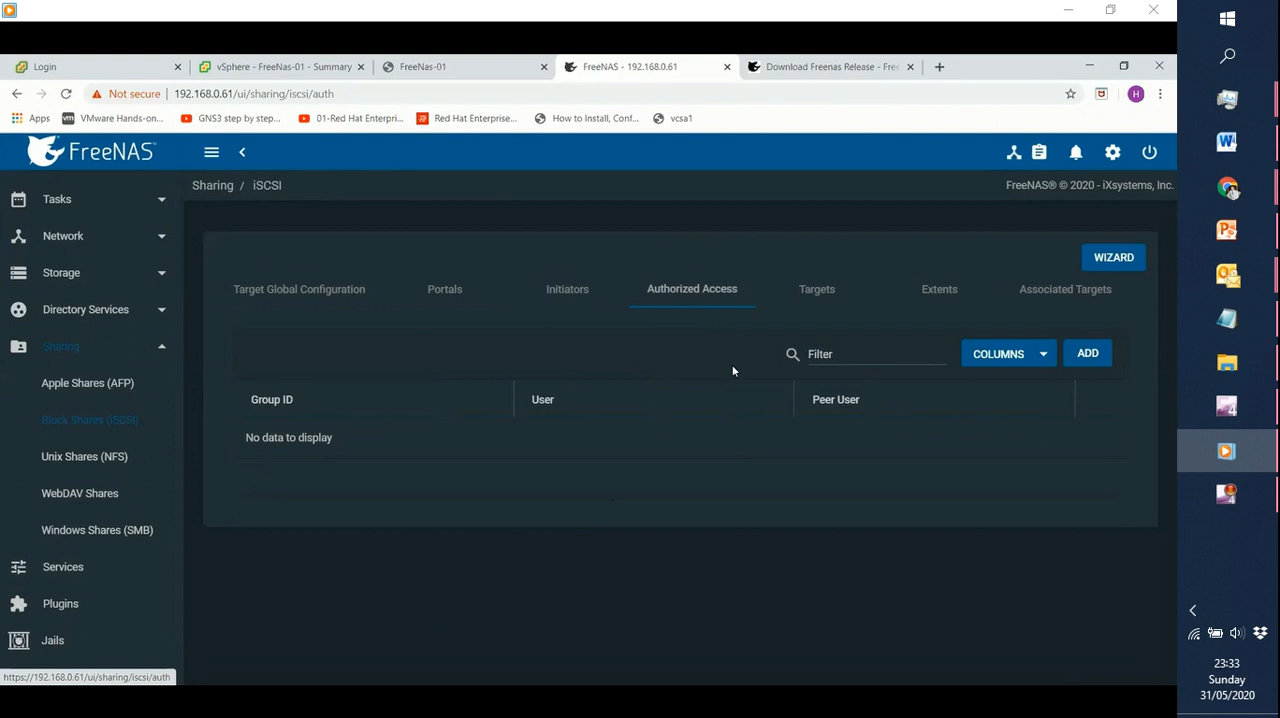 Login
vSphere - FreeNas-01 - Summary
FreeNas-01
FreeNAS - 192.168.0.61
Download Freenas Release - Free
Not secure
192.168.0.61/ui/sharing/iscsi/auth
H
Apps
VMware Hands-on...
GNS3 step by step...
01-Red Hat Enterpri...
Red Hat Enterprise...
How to Install, Conf...
vcsa1
FreeNAS
Sharing / iSCSI
FreeNAS® © 2020 - iXsystems, Inc.
Tasks
Network
Storage
Directory Services
Sharing
Apple Shares (AFP)
Block Shares (iSCSI)
Unix Shares (NFS)
WebDAV Shares
Windows Shares (SMB)
Services
Plugins
Jails
WIZARD
Target Global Configuration
Portals
Initiators
Authorized Access
Targets
Extents
Associated Targets
Filter
COLUMNS
ADD
Group ID
User
Peer User
No data to display
https://192.168.0.61/ui/sharing/iscsi/auth
23:33
Sunday
31/05/2020